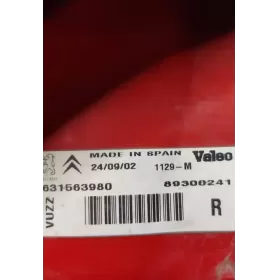 MADE IN SPAIN Valeo
24/09/02 1129-M
631563980 89300241
VUZZ
R